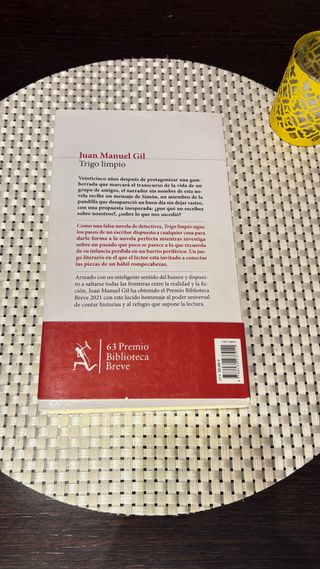 Juan Manuel Gil
Trigo limpio
Veinticinco años después de protagonizar una gam-
berrada que marcará el transcurso de la vida de un
grupo de amigos, el narrador sin nombre de esta no-
vela recibe un mensaje de Simón, un miembro de la
pandilla que desapareció un buen día sin dejar rastro,
con una propuesta inesperada: ¿por qué no escribes
sobre nosotros?, ¿sobre lo que nos sucedió?
Como una falsa novela de detectives, Trigo limpio sigue
los pasos de un escritor dispuesto a cualquier cosa para
darle forma a la novela perfecta mientras investiga
sobre un pasado que poco se parece a lo que recuerda
de su infancia perdida en un barrio periférico. Un jue-
go literario en el que el lector está invitado a conectar
las piezas de un hábil rompecabezas.
Armado con un inteligente sentido del humor y dispues-
to a saltarse todas las fronteras entre la realidad y la fic-
ción, Juan Manuel Gil ha obtenido el Premio Biblioteca
Breve 2021 con este lúcido homenaje al poder universal
de contar historias y al refugio que supone la lectura.
63 Premio
Biblioteca
Breve